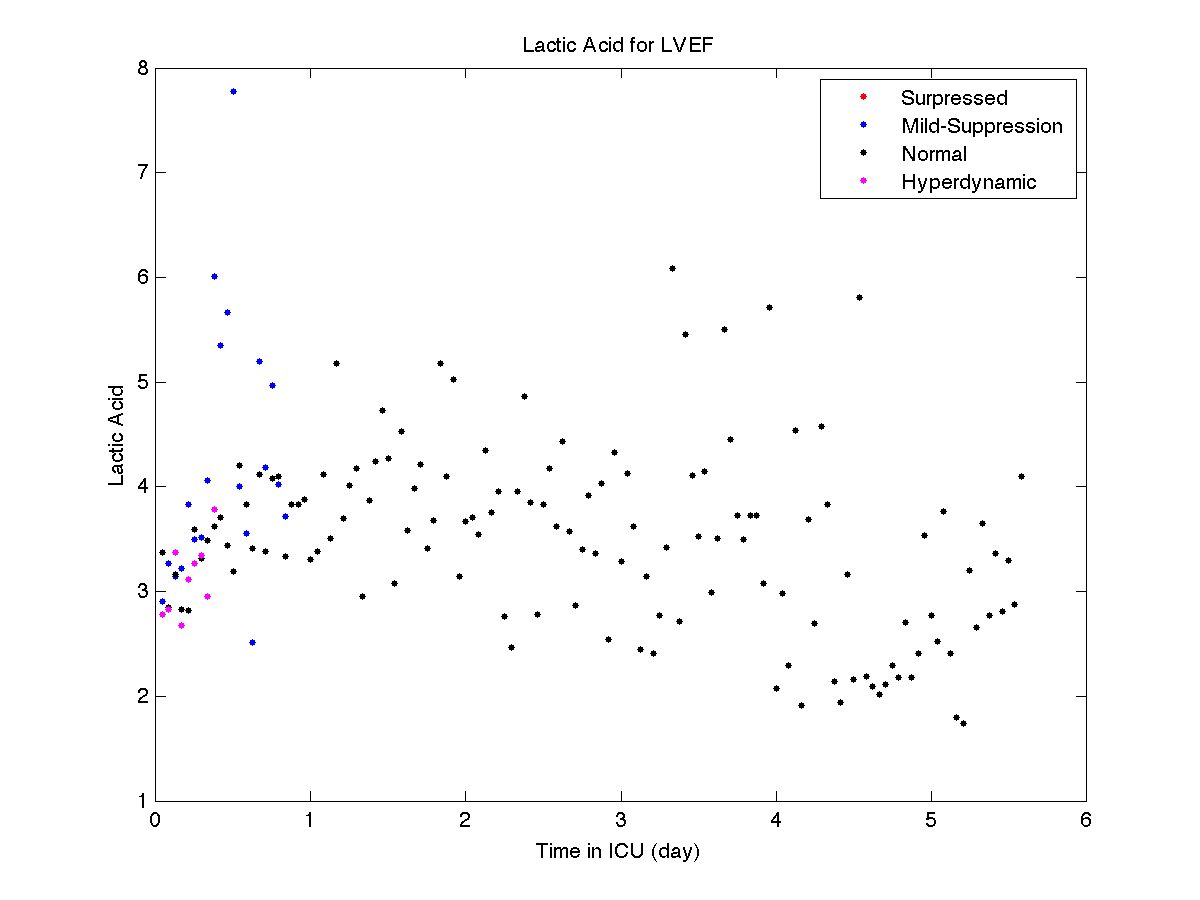 Lactic Acid for LVEF
8
7
6
5
4
3
2
1
Lactic Acid
0 1 2 3 4 5 6
Time in ICU (day)
Surpressed
Mild-Suppression
Normal
Hyperdynamic